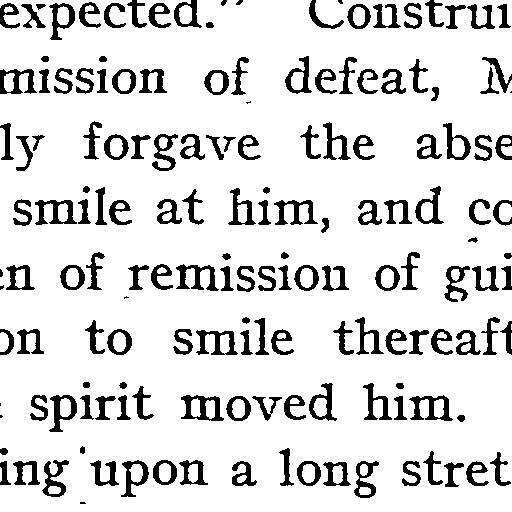 expected." Construi
mission of defeat, M
ly forgave the abse
smile at him, and co
en of remission of gui
on to smile thereaft
spirit moved him.
ing upon a long stret